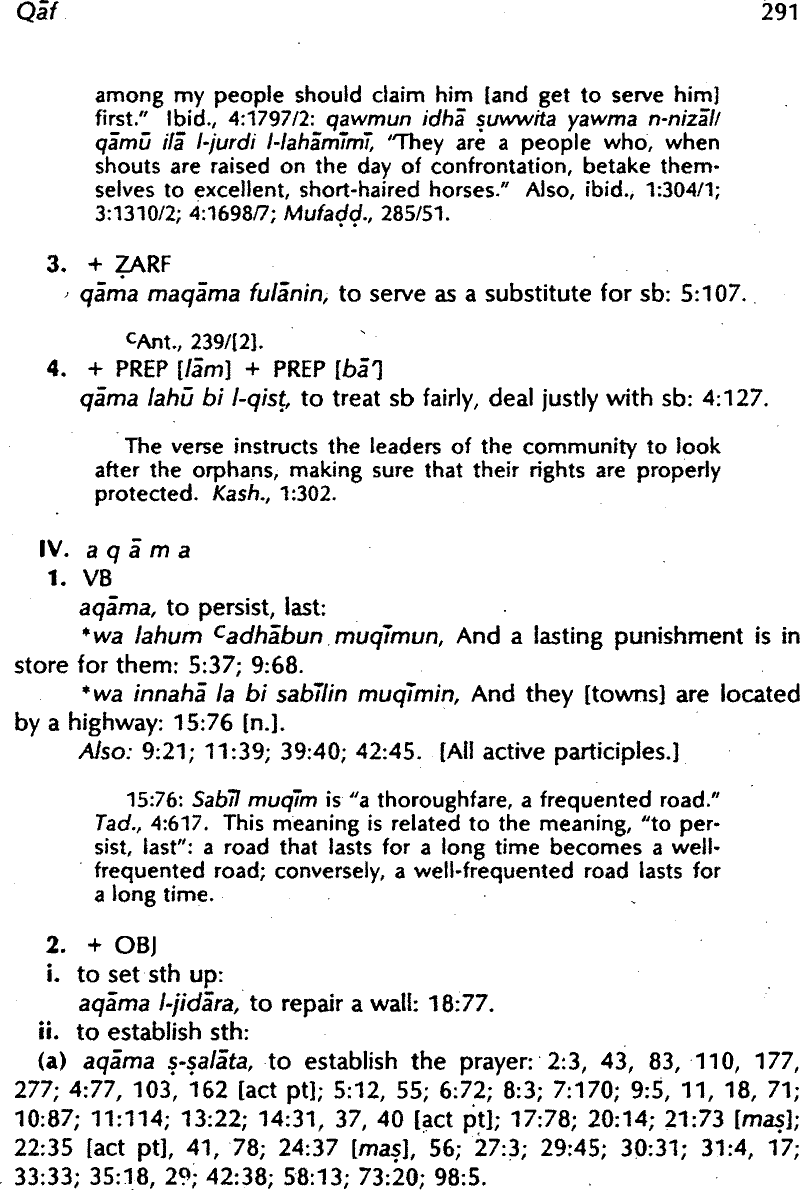 Qāf 291
among my people should claim him [and get to serve him]
first." Ibid., 4:1797/2: qawmun idhā ṣuwwita yawma n-nizāl/
qāmū ilā l-jurdi l-lahāmīmī, "They are a people who, when
shouts are raised on the day of confrontation, betake them-
selves to excellent, short-haired horses." Also, ibid., 1:304/1;
3:1310/2; 4:1698/7; Mufaḍḍ., 285/51.
3. + ẒARF
qāma maqāma fulānin, to serve as a substitute for sb: 5:107.
ᶜAnt., 239/[2].
4. + PREP [lām] + PREP [bā']
qāma lahū bi l-qisṭ, to treat sb fairly, deal justly with sb: 4:127.
The verse instructs the leaders of the community to look
after the orphans, making sure that their rights are properly
protected. Kash., 1:302.
IV. a q ā m a
1. VB
aqāma, to persist, last:
*wa lahum ᶜadhābun muqīmun, And a lasting punishment is in
store for them: 5:37; 9:68.
*wa innahā la bi sabīlin muqīmin, And they [towns] are located
by a highway: 15:76 [n.].
Also: 9:21; 11:39; 39:40; 42:45. [All active participles.]
15:76: Sabīl muqīm is "a thoroughfare, a frequented road."
Tad., 4:617. This meaning is related to the meaning, "to per-
sist, last": a road that lasts for a long time becomes a well-
frequented road; conversely, a well-frequented road lasts for
a long time.
2. + OBJ
i. to set sth up:
aqāma l-jidāra, to repair a wall: 18:77.
ii. to establish sth:
(a) aqāma ṣ-ṣalāta, to establish the prayer: 2:3, 43, 83, 110, 177,
277; 4:77, 103, 162 [act pt]; 5:12, 55; 6:72; 8:3; 7:170; 9:5, 11, 18, 71;
10:87; 11:114; 13:22; 14:31, 37, 40 [act pt]; 17:78; 20:14; 21:73 [maṣ];
22:35 [act pt], 41, 78; 24:37 [maṣ], 56; 27:3; 29:45; 30:31; 31:4, 17;
33:33; 35:18, 29; 42:38; 58:13; 73:20; 98:5.